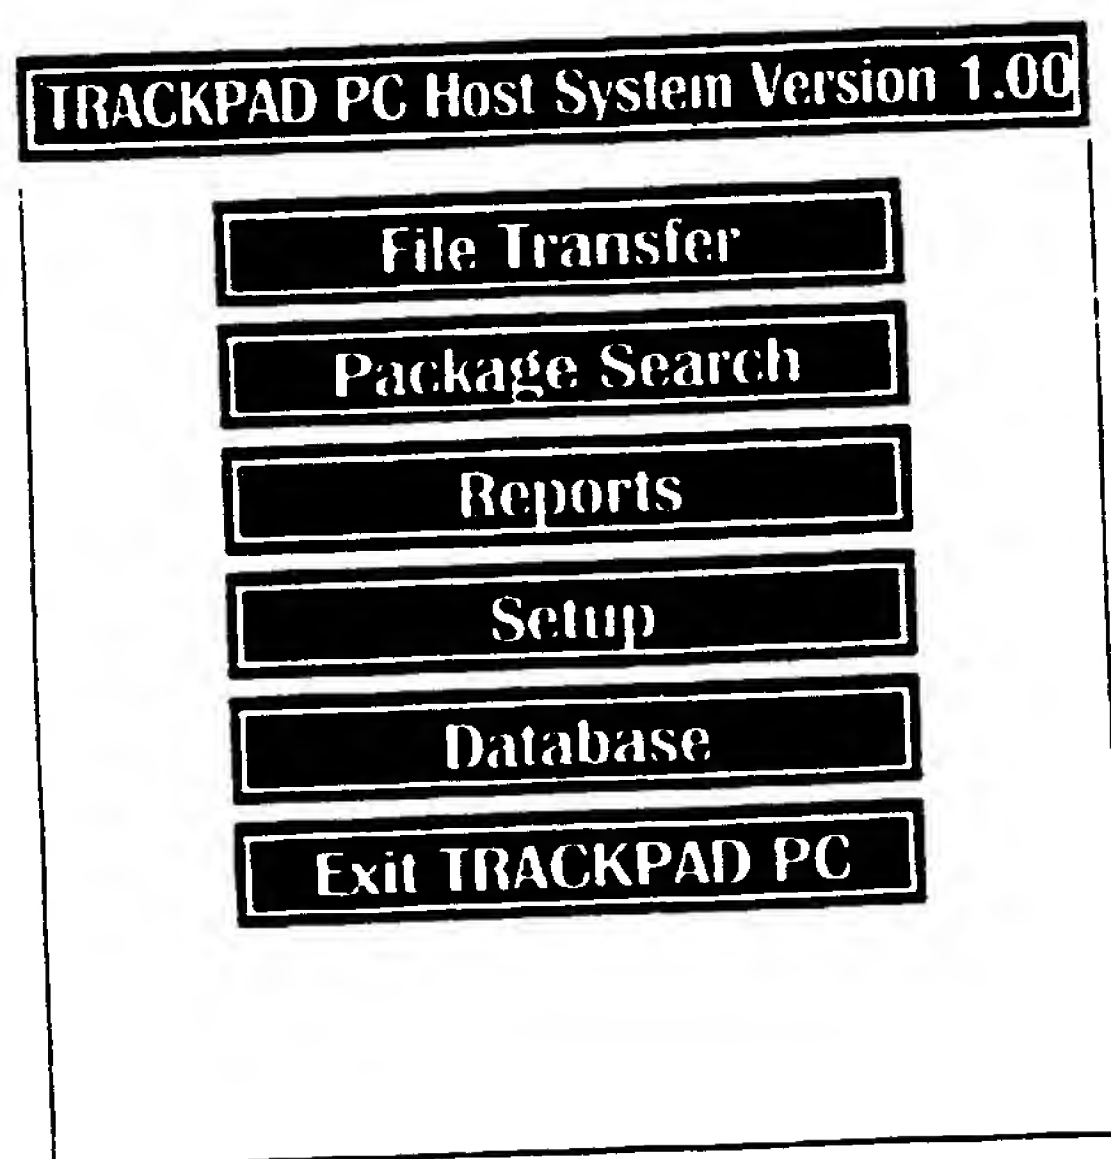 TRACKPAD PC Host System Version 1.00
File Transfer
Package Search
Reports
Setup
Database
Exit TRACKPAD PC